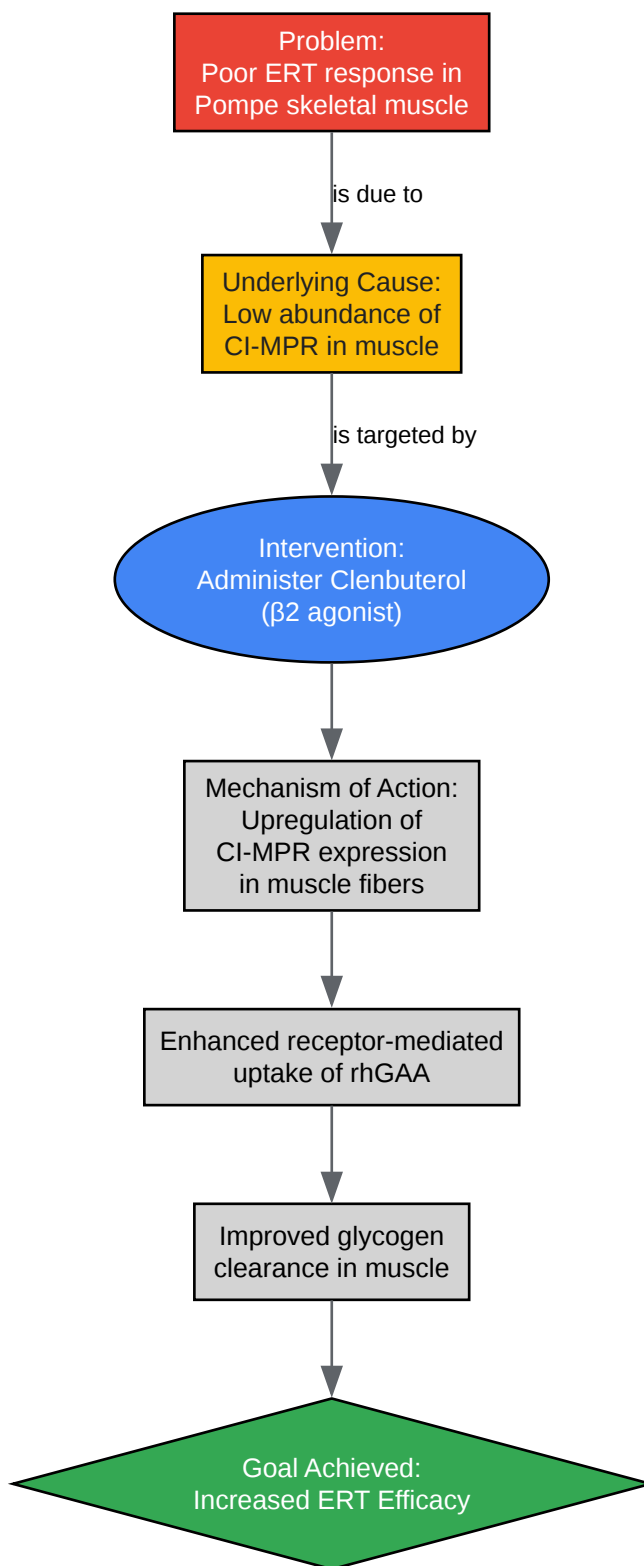 Problem:
Poor ERT response in
Pompe skeletal muscle
is due to
Underlying Cause:
Low abundance of
CI-MPR in muscle
is targeted by
Intervention:
Administer Clenbuterol
(β2 agonist)
Mechanism of Action:
Upregulation of
CI-MPR expression
in muscle fibers
Enhanced receptor-mediated
uptake of rhGAA
Improved glycogen
clearance in muscle
Goal Achieved:
Increased ERT Efficacy